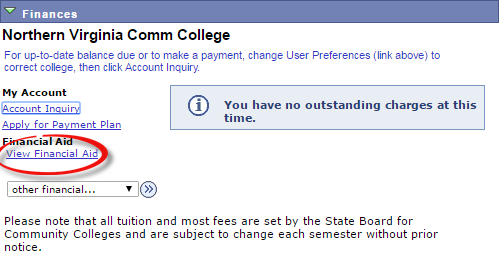 Finances
Northern Virginia Comm College
For up-to-date balance due or to make a payment, change User Preferences (link above) to
correct college, then click Account Inquiry.
My Account
Account Inquiry
Apply for Payment Plan
Financial Aid
View Financial Aid
You have no outstanding charges at this
time.
other financial...
Please note that all tuition and most fees are set by the State Board for
Community Colleges and are subject to change each semester without prior
notice.